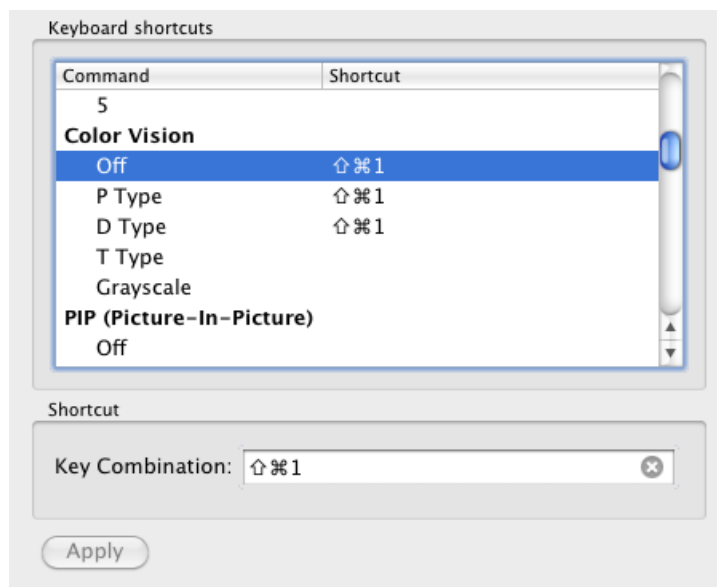 Keyboard shortcuts
Command Shortcut
5
Color Vision
Off ⇧⌘1
P Type ⇧⌘1
D Type ⇧⌘1
T Type
Grayscale
PIP (Picture-In-Picture)
Off
Shortcut
Key Combination: ⇧⌘1
Apply